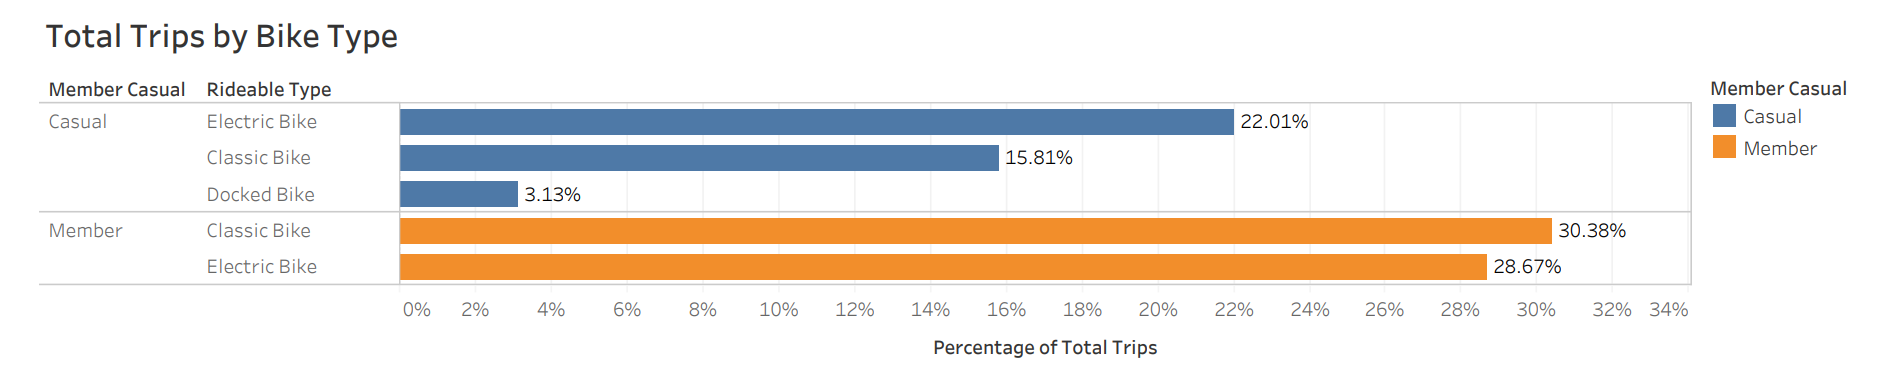 Total Trips by Bike Type
Member Casual Rideable Type
Casual Electric Bike 22.01%
Classic Bike 15.81%
Docked Bike 3.13%
Member Classic Bike 30.38%
Electric Bike 28.67%
0% 2% 4% 6% 8% 10% 12% 14% 16% 18% 20% 22% 24% 26% 28% 30% 32% 34%
Percentage of Total Trips
Member Casual
Casual
Member